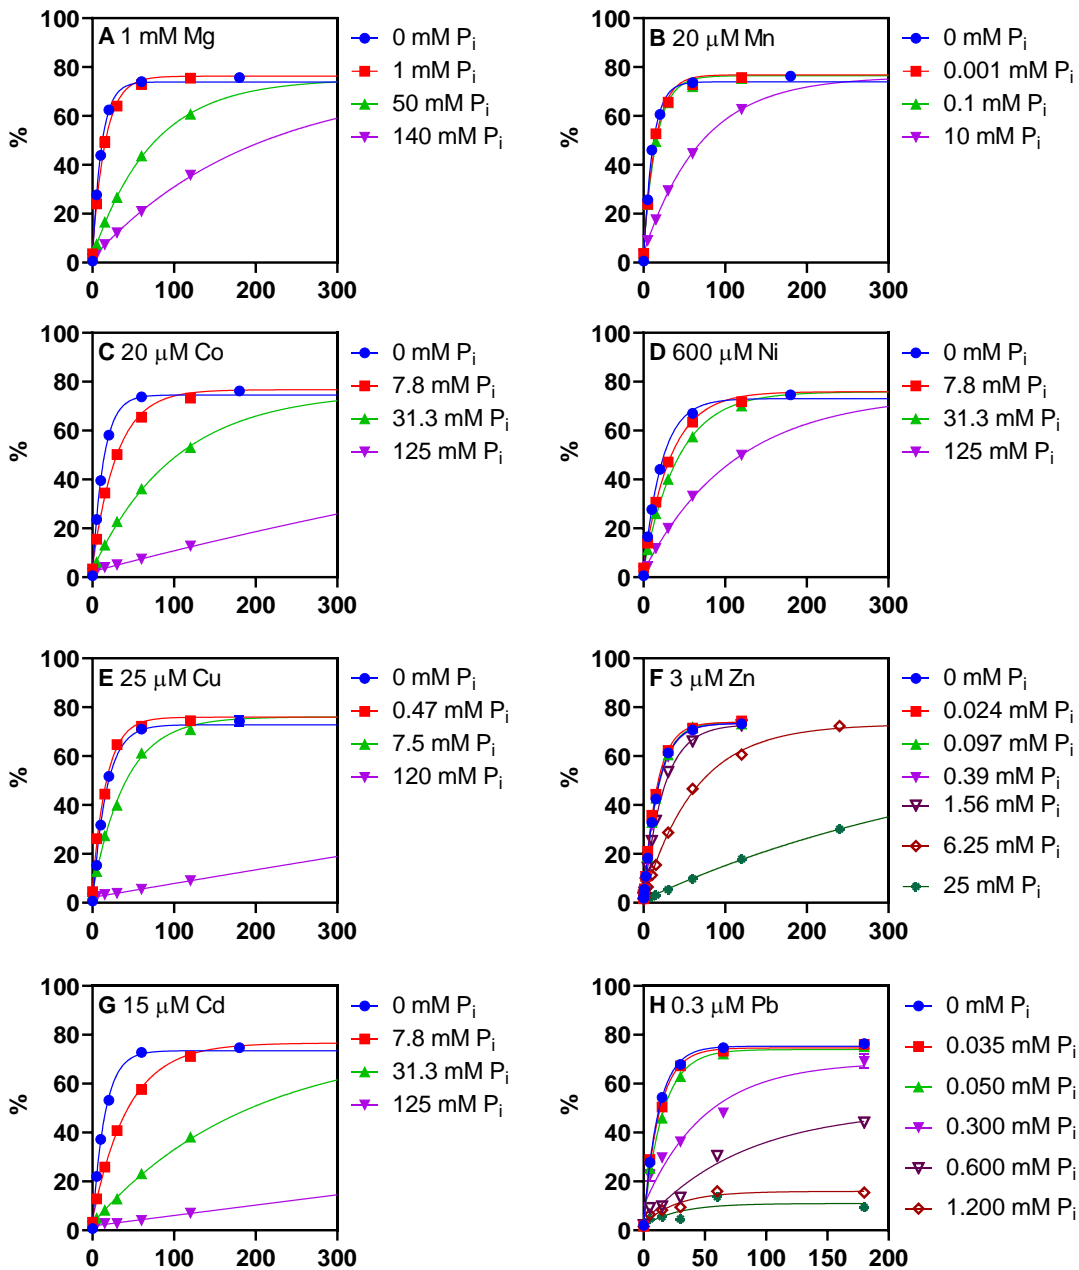 A 1 mM Mg
100
80
60
40
20
0
%
0 100 200 300
0 mM Pi
1 mM Pi
50 mM Pi
140 mM Pi
B 20 μM Mn
100
80
60
40
20
0
%
0 100 200 300
0 mM Pi
0.001 mM Pi
0.1 mM Pi
10 mM Pi
C 20 μM Co
100
80
60
40
20
0
%
0 100 200 300
0 mM Pi
7.8 mM Pi
31.3 mM Pi
125 mM Pi
D 600 μM Ni
100
80
60
40
20
0
%
0 100 200 300
0 mM Pi
7.8 mM Pi
31.3 mM Pi
125 mM Pi
E 25 μM Cu
100
80
60
40
20
0
%
0 100 200 300
0 mM Pi
0.47 mM Pi
7.5 mM Pi
120 mM Pi
F 3 μM Zn
100
80
60
40
20
0
%
0 100 200 300
0 mM Pi
0.024 mM Pi
0.097 mM Pi
0.39 mM Pi
1.56 mM Pi
6.25 mM Pi
25 mM Pi
G 15 μM Cd
100
80
60
40
20
0
%
0 100 200 300
0 mM Pi
7.8 mM Pi
31.3 mM Pi
125 mM Pi
H 0.3 μM Pb
100
80
60
40
20
0
%
0 50 100 150 200
0 mM Pi
0.035 mM Pi
0.050 mM Pi
0.300 mM Pi
0.600 mM Pi
1.200 mM Pi